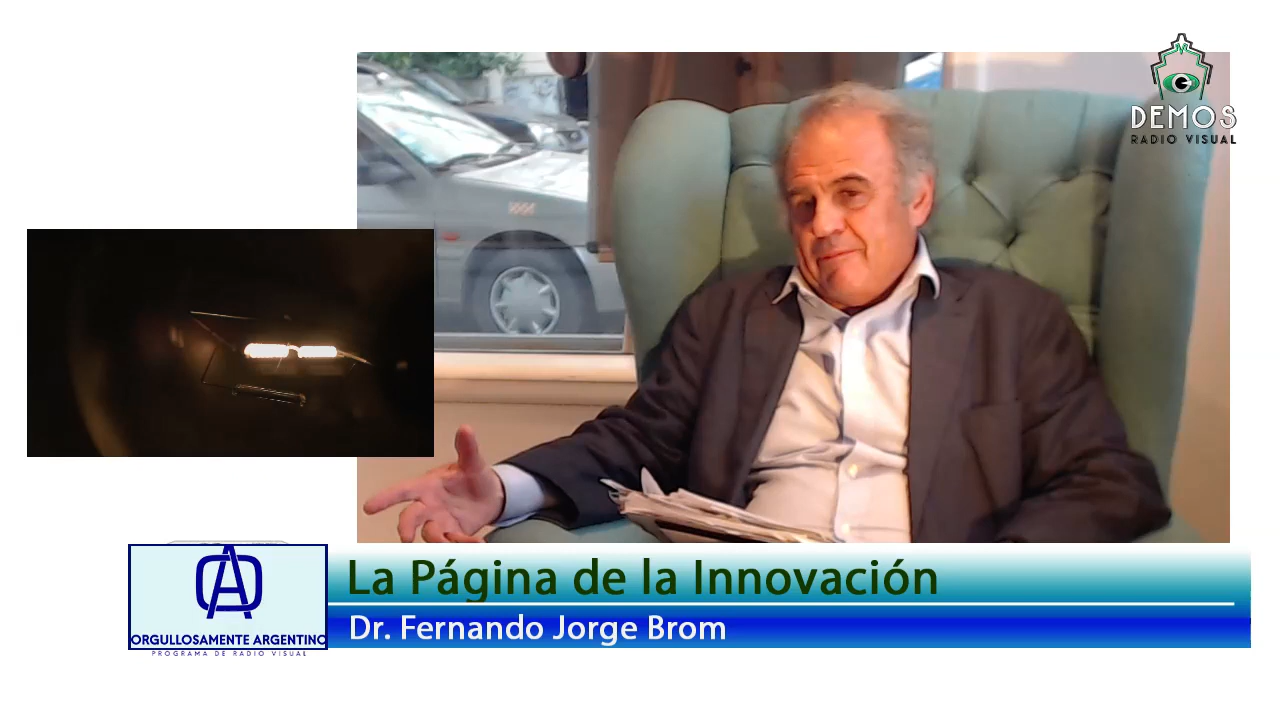 DEMOS
RADIO VISUAL
La Página de la Innovación
Dr. Fernando Jorge Brom
OA
ORGULLOSAMENTE ARGENTINO
PROGRAMA DE RADIO VISUAL